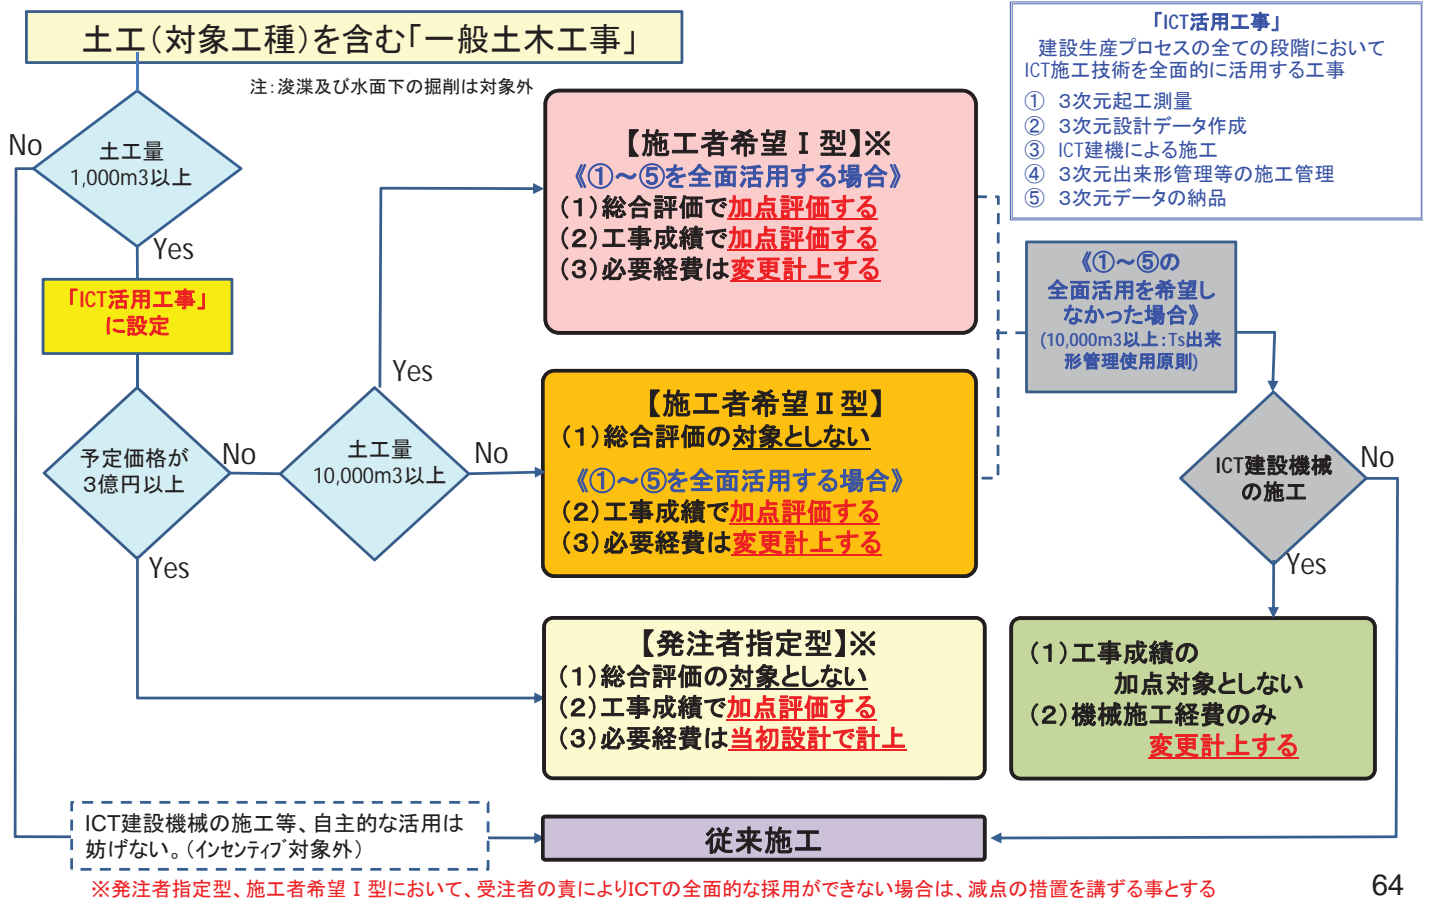 土工（対象工種）を含む「一般土木工事」
注：浚渫及び水面下の掘削は対象外
「ICT活用工事」
建設生産プロセスの全ての段階において
ICT施工技術を全面的に活用する工事
① 3次元起工測量
② 3次元設計データ作成
③ ICT建機による施工
④ 3次元出来形管理等の施工管理
⑤ 3次元データの納品
No
土工量
1,000m3以上
Yes
「ICT活用工事」
に設定
予定価格が
3億円以上
No
Yes
土工量
10,000m3以上
Yes
No
【施工者希望Ⅰ型】※
《①～⑤を全面活用する場合》
（1）総合評価で加点評価する
（2）工事成績で加点評価する
（3）必要経費は変更計上する
【施工者希望Ⅱ型】
（1）総合評価の対象としない
《①～⑤を全面活用する場合》
（2）工事成績で加点評価する
（3）必要経費は変更計上する
【発注者指定型】※
（1）総合評価の対象としない
（2）工事成績で加点評価する
（3）必要経費は当初設計で計上
《①～⑤の
全面活用を希望し
なかった場合》
(10,000m3以上：Ts出来
形管理使用原則)
ICT建設機械
の施工
No
Yes
（1）工事成績の
加点対象としない
（2）機械施工経費のみ
変更計上する
ICT建設機械の施工等、自主的な活用は
妨げない。（インセンティブ対象外）
従来施工
※発注者指定型、施工者希望Ⅰ型において、受注者の責によりICTの全面的な採用ができない場合は、減点の措置を講ずる事とする
64